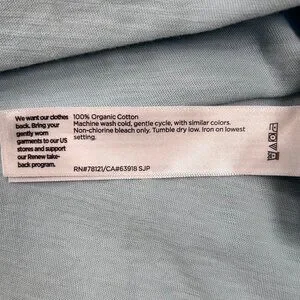 We want our clothes
back. Bring your
gently worn
garments to our US
stores and support
our Renew take-
back program.
100% Organic Cotton
Machine wash cold, gentle cycle, with similar colors.
Non-chlorine bleach only. Tumble dry low. Iron on lowest
setting.
RN#78121/CA#63918 SJP